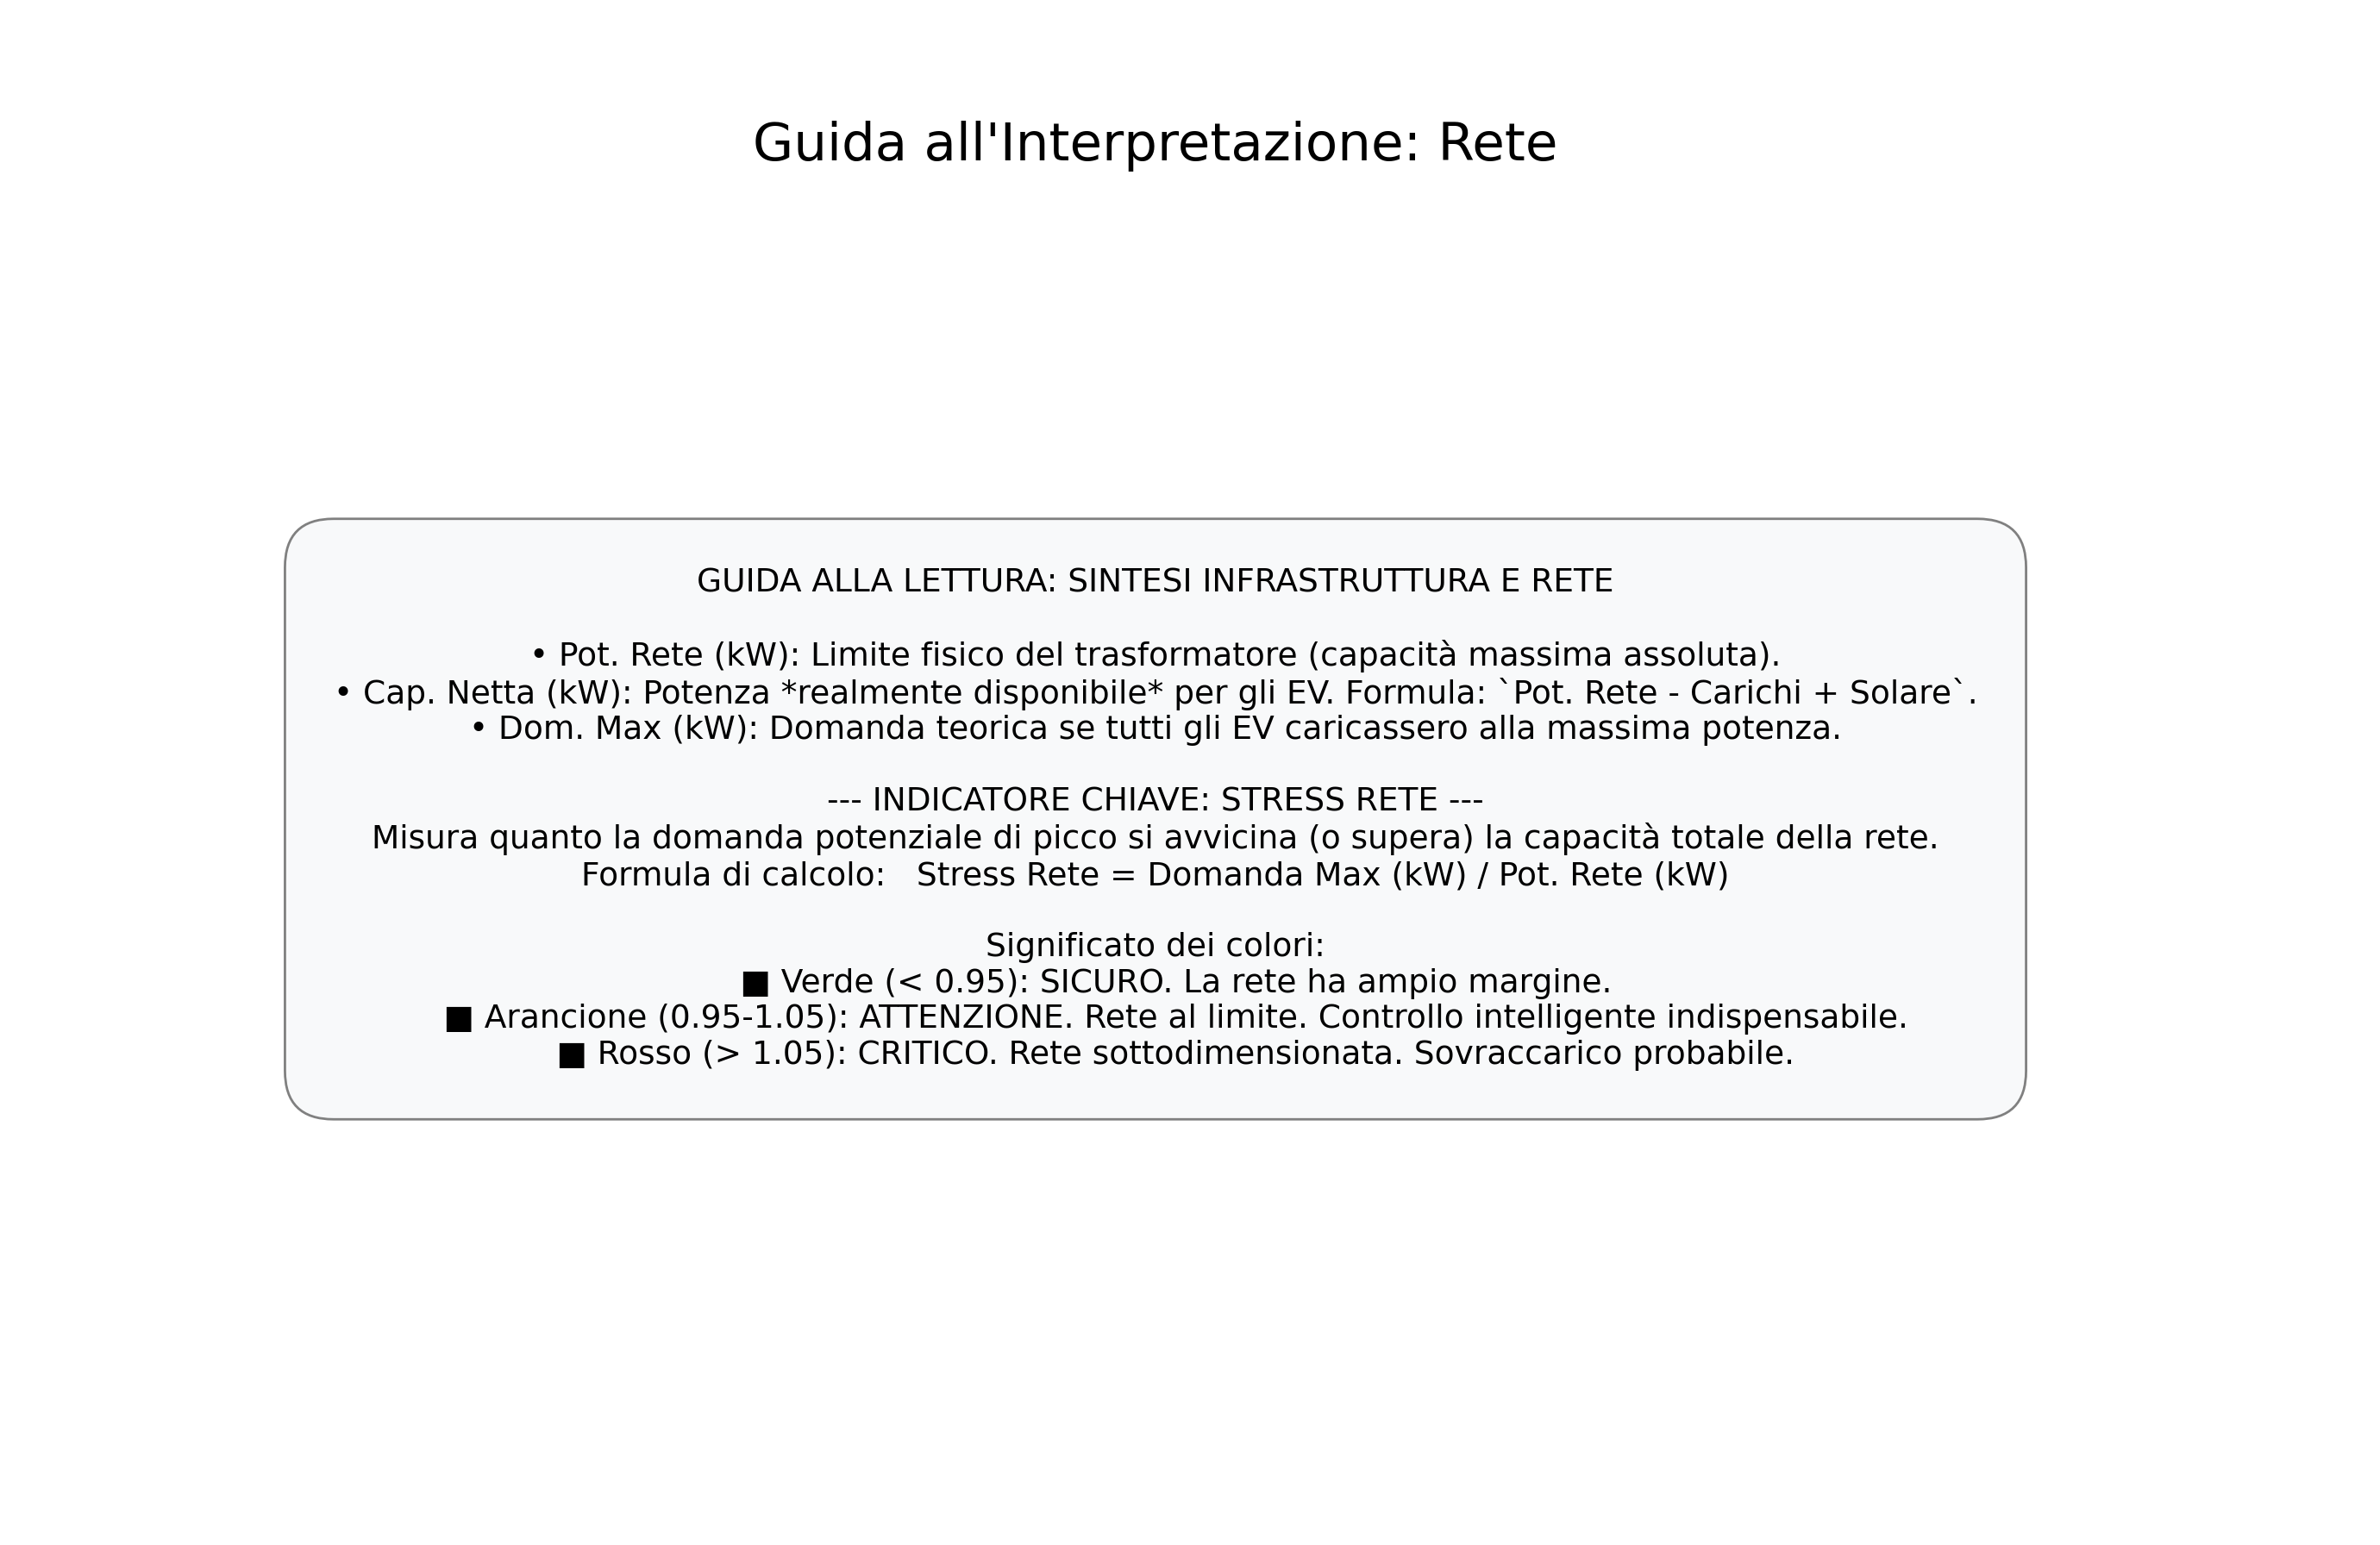 Guida all'Interpretazione: Rete
GUIDA ALLA LETTURA: SINTESI INFRASTRUTTURA E RETE
• Pot. Rete (kW): Limite fisico del trasformatore (capacità massima assoluta).
• Cap. Netta (kW): Potenza *realmente disponibile* per gli EV. Formula: `Pot. Rete - Carichi + Solare`.
• Dom. Max (kW): Domanda teorica se tutti gli EV caricassero alla massima potenza.
--- INDICATORE CHIAVE: STRESS RETE ---
Misura quanto la domanda potenziale di picco si avvicina (o supera) la capacità totale della rete.
Formula di calcolo:   Stress Rete = Domanda Max (kW) / Pot. Rete (kW)
Significato dei colori:
■ Verde (< 0.95): SICURO. La rete ha ampio margine.
■ Arancione (0.95-1.05): ATTENZIONE. Rete al limite. Controllo intelligente indispensabile.
■ Rosso (> 1.05): CRITICO. Rete sottodimensionata. Sovraccarico probabile.